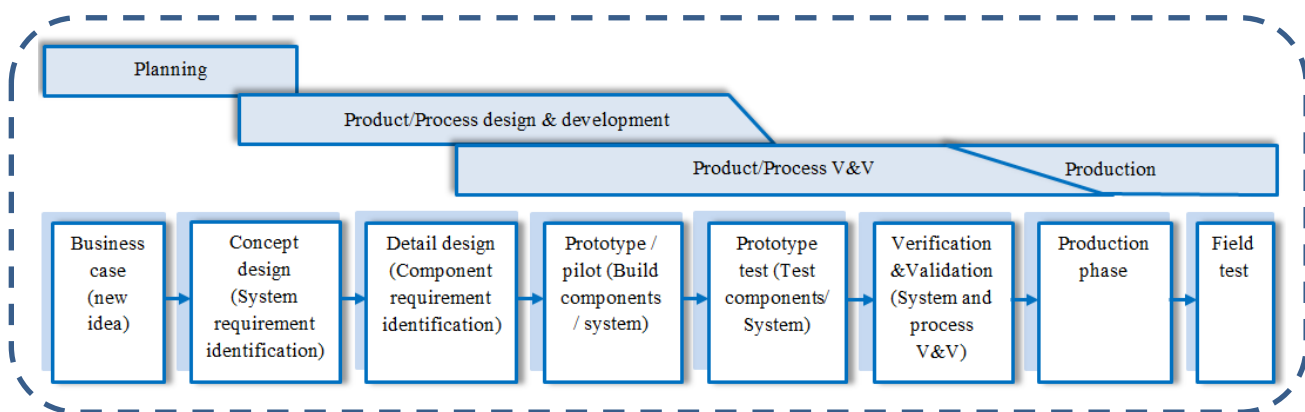 Planning
Product/Process design & development
Product/Process V&V
Production
Business
case
(new
idea)
Concept
design
(System
requirement
identification)
Detail design
(Component
requirement
identification)
Prototype /
pilot (Build
components
/ system)
Prototype
test (Test
components/
System)
Verification
&Validation
(System and
process
V&V)
Production
phase
Field
test